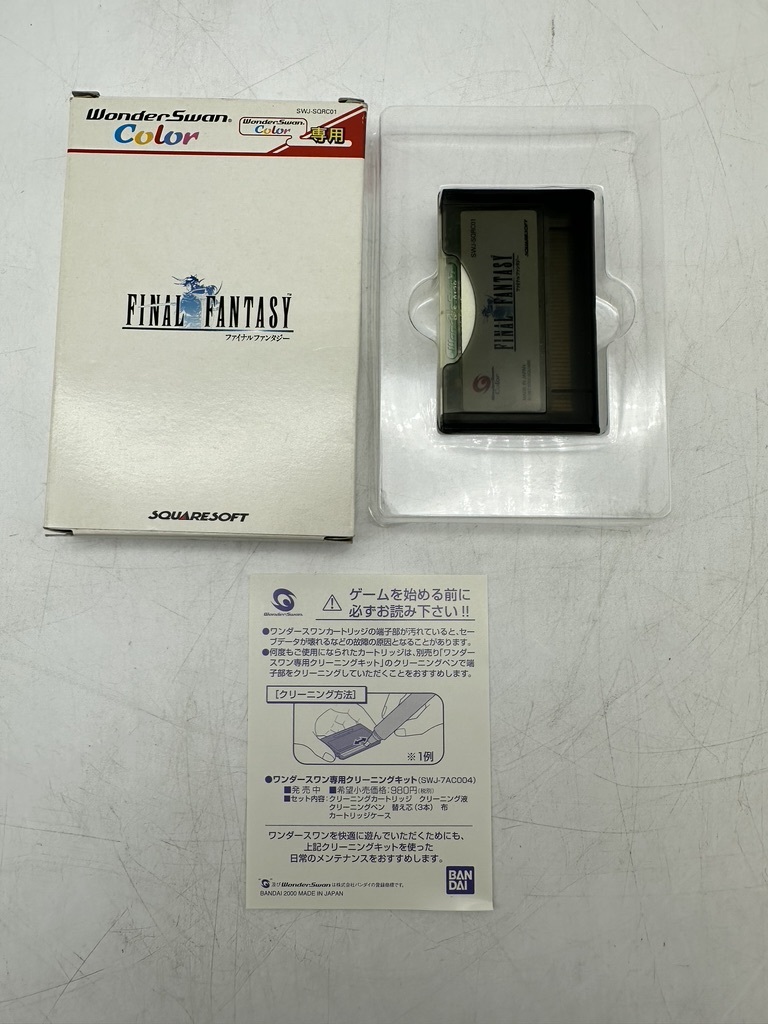 WonderSwan®
Color
SWJ-SQRC01
WonderSwan®
Color
専用
FINAL FANTASY™
ファイナルファンタジー
SQUARESOFT
SWJ-SQRC01
FINAL FANTASY
WonderSwan
⚠ ゲームを始める前に
必ずお読み下さい!!
●ワンダースワンカートリッジの端子部が汚れていると、セー
ブデータが壊れるなどの故障の原因となることがあります。
●何度もご使用になられたカートリッジは、別売り「ワンダー
スワン専用クリーニングキット」のクリーニングペンで端
子部をクリーニングしていただくことをおすすめします。
[クリーニング方法]
※1例
●ワンダースワン専用クリーニングキット(SWJ-7AC004)
■発売中 ■希望小売価格:980円(税別)
■セット内容:クリーニングカートリッジ クリーニング液
クリーニングペン 替え芯(3本) 布
カートリッジケース
ワンダースワンを快適に遊んでいただくためにも、
上記クリーニングキットを使った
日常のメンテナンスをおすすめします。
及びWonderSwanは株式会社バンダイの登録商標です。
BANDAI 2000 MADE IN JAPAN
BAN
DAI